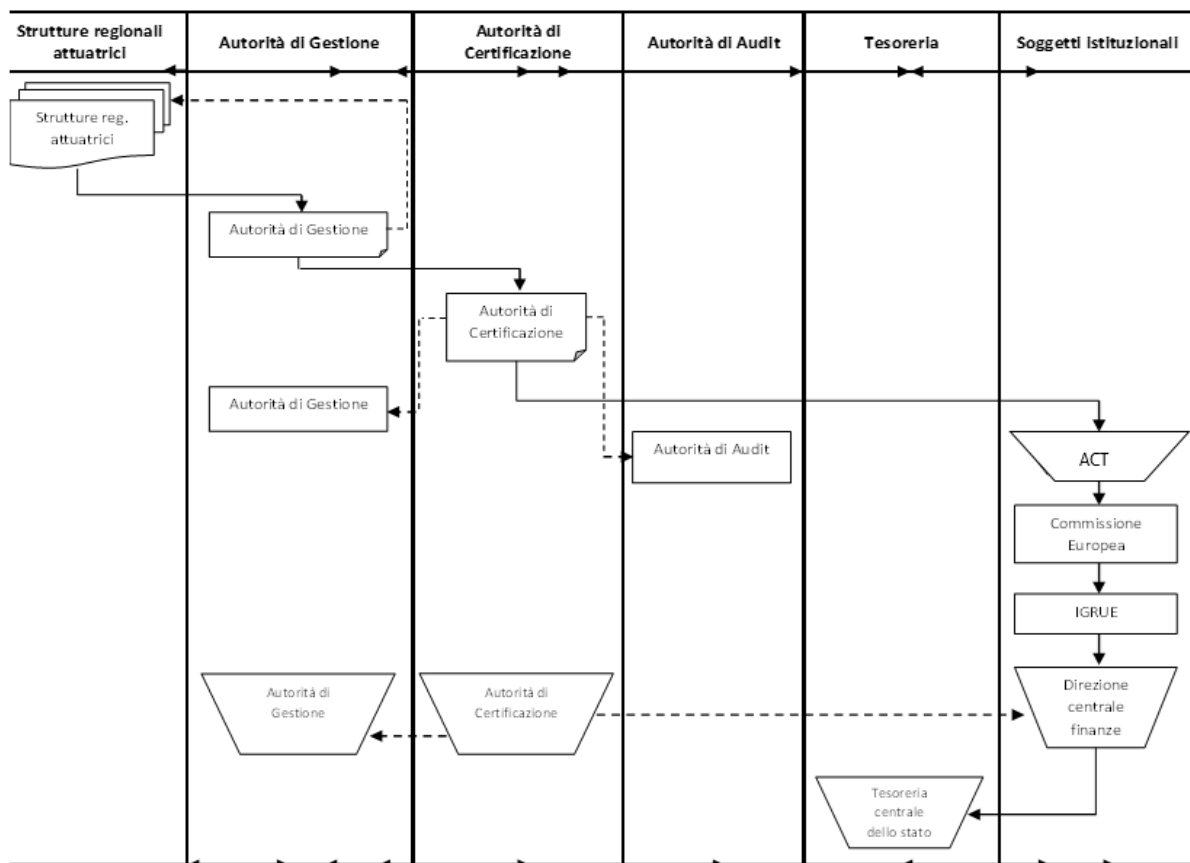 Strutture regionali
attuatrici
Autorità di Gestione
Autorità di
Certificazione
Autorità di Audit
Tesoreria
Soggetti istituzionali
Strutture reg.
attuatrici
Autorità di Gestione
Autorità di
Certificazione
Autorità di Gestione
Autorità di Audit
ACT
Commissione
Europea
IGRUE
Autorità di
Gestione
Autorità di
Certificazione
Direzione
centrale
finanze
Tesoreria
centrale
dello stato